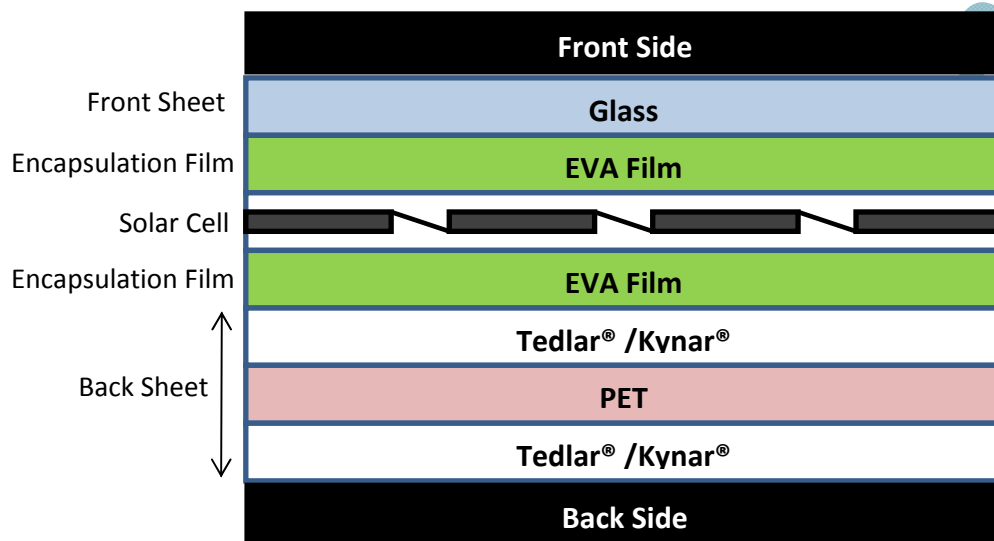 Front Side
Front Sheet
Glass
Encapsulation Film
EVA Film
Solar Cell
Encapsulation Film
EVA Film
Tedlar® /Kynar®
Back Sheet
PET
Tedlar® /Kynar®
Back Side